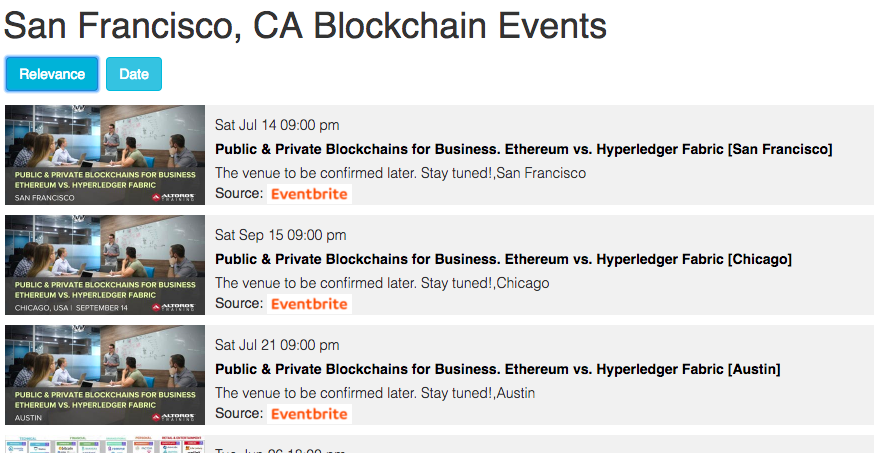 San Francisco, CA Blockchain Events
Relevance Date
Sat Jul 14 09:00 pm
Public & Private Blockchains for Business. Ethereum vs. Hyperledger Fabric [San Francisco]
The venue to be confirmed later. Stay tuned!,San Francisco
Source: Eventbrite
PUBLIC & PRIVATE BLOCKCHAINS FOR BUSINESS
ETHEREUM VS. HYPERLEDGER FABRIC
SAN FRANCISCO ALTOROS
TRAINING
Sat Sep 15 09:00 pm
Public & Private Blockchains for Business. Ethereum vs. Hyperledger Fabric [Chicago]
The venue to be confirmed later. Stay tuned!,Chicago
Source: Eventbrite
PUBLIC & PRIVATE BLOCKCHAINS FOR BUSINESS
ETHEREUM VS. HYPERLEDGER FABRIC
CHICAGO, USA | SEPTEMBER 14 ALTOROS
TRAINING
Sat Jul 21 09:00 pm
Public & Private Blockchains for Business. Ethereum vs. Hyperledger Fabric [Austin]
The venue to be confirmed later. Stay tuned!,Austin
Source: Eventbrite
PUBLIC & PRIVATE BLOCKCHAINS FOR BUSINESS
ETHEREUM VS. HYPERLEDGER FABRIC
AUSTIN ALTOROS
TRAINING